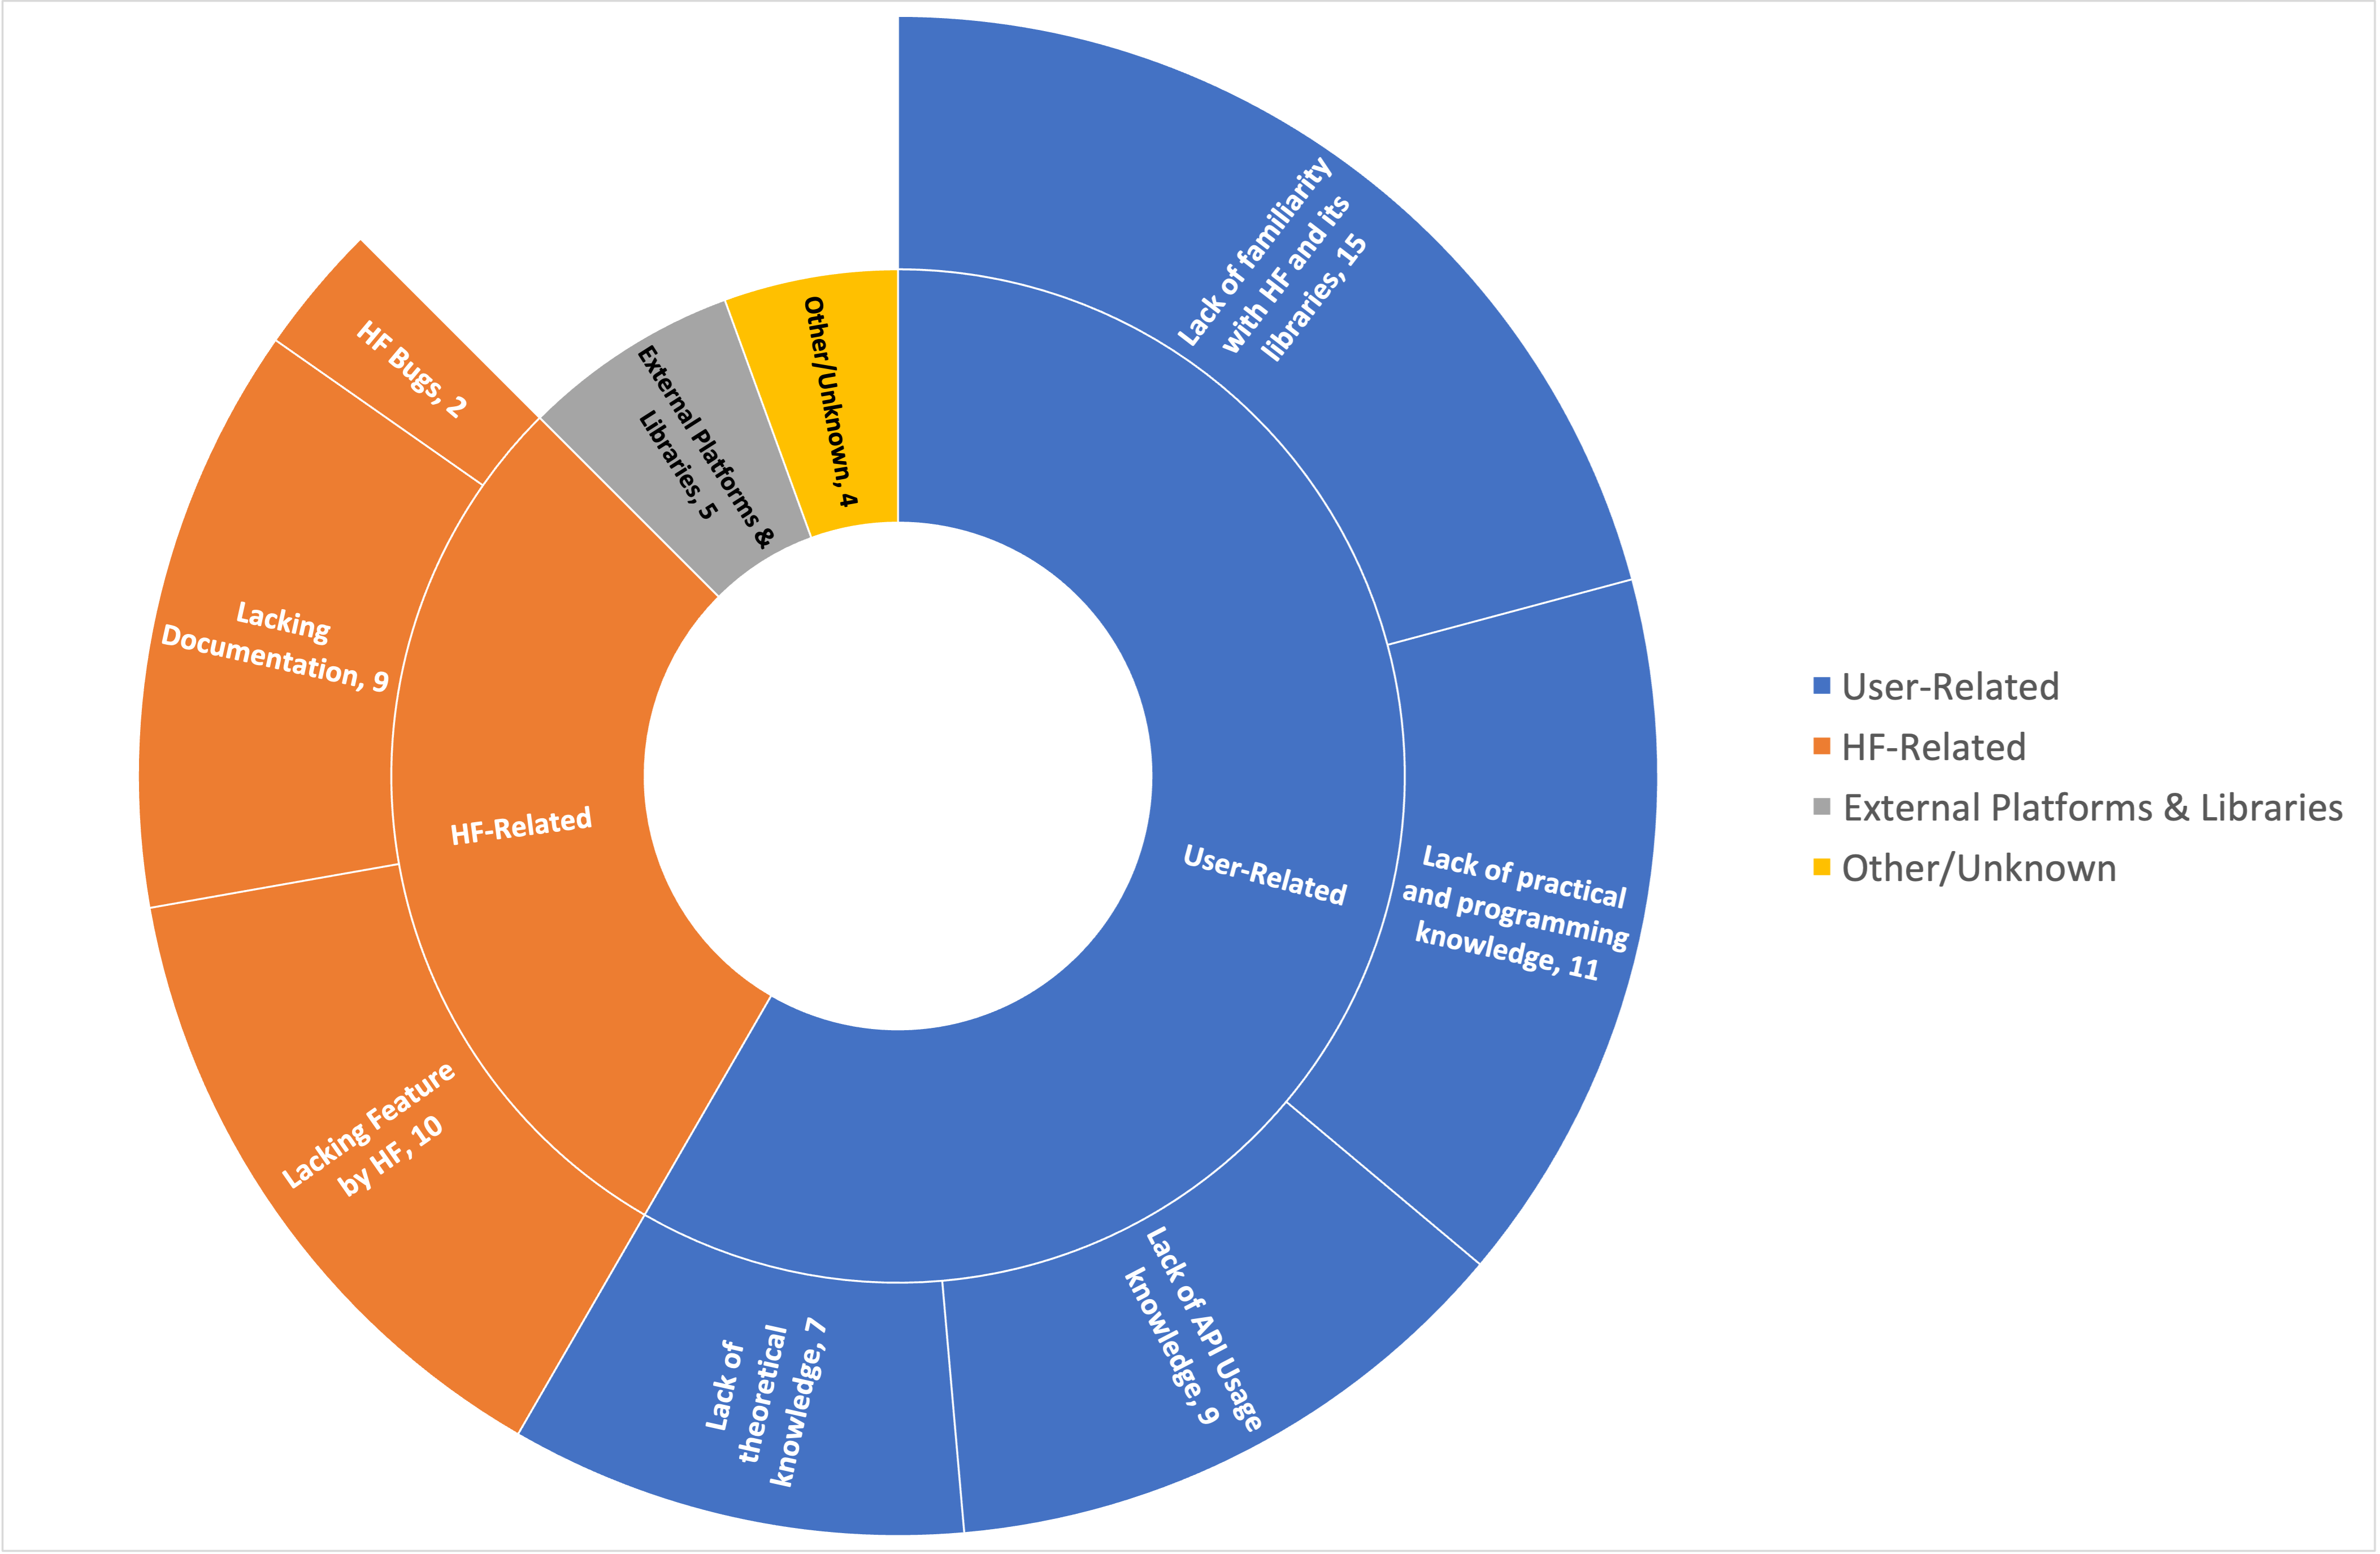 Lack of familiarity
with HF and its
libraries, 15
Lack of practical
and programming
knowledge, 11
Lack of API Usage
knowledge, 9
Lack of
theoretical
knowledge, 7
Lacking Feature
by HF, 10
Lacking
Documentation, 9
HF Bugs, 2
User-Related
HF-Related
External Platforms &
Libraries, 5
Other/Unknown, 4
User-Related
HF-Related
External Platforms & Libraries
Other/Unknown